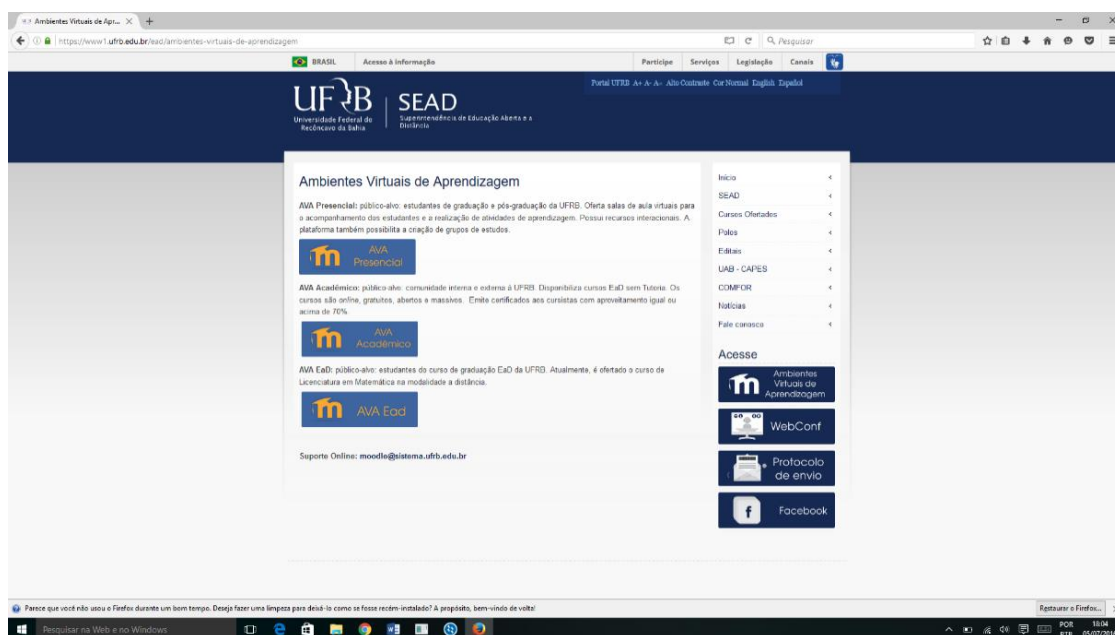 Ambientes Virtuais de Apr...
https://www1.ufrb.edu.br/ead/ambientes-virtuais-de-aprendizagem
Pesquisar
BRASIL Acesso à informação Participe Serviços Legislação Canais
Portal UFRB A+ A- A- Alto Contraste Cor Normal English Español
UFRB SEAD
Universidade Federal do Recôncavo da Bahia
Superintendência de Educação Aberta e a Distância
Ambientes Virtuais de Aprendizagem
AVA Presencial: público-alvo: estudantes de graduação e pós-graduação da UFRB. Oferta salas de aula virtuais para
o acompanhamento dos estudantes e a realização de atividades de aprendizagem. Possui recursos interacionais. A
plataforma também possibilita a criação de grupos de estudos.
AVA
Presencial
AVA Acadêmico: público-alvo: comunidade interna e externa à UFRB. Disponibiliza cursos EaD sem Tutoria. Os
cursos são online, gratuitos, abertos e massivos. Emite certificados aos cursistas com aproveitamento igual ou
acima de 70%.
AVA
Acadêmico
AVA EaD: público-alvo: estudantes do curso de graduação EaD da UFRB. Atualmente, é ofertado o curso de
Licenciatura em Matemática na modalidade a distância.
AVA Ead
Suporte Online: moodle@sistema.ufrb.edu.br
Início
SEAD
Cursos Ofertados
Polos
Editais
UAB - CAPES
COMFOR
Notícias
Fale conosco
Acesse
Ambientes
Virtuais de
Aprendizagem
WebConf
Protocolo
de envio
Facebook
Parece que você não usou o Firefox durante um bom tempo. Deseja fazer uma limpeza para deixá-lo como se fosse recém-instalado? A propósito, bem-vindo de volta!
Restaurar o Firefox...
Pesquisar na Web e no Windows
POR 18:04
PTB 05/07/20